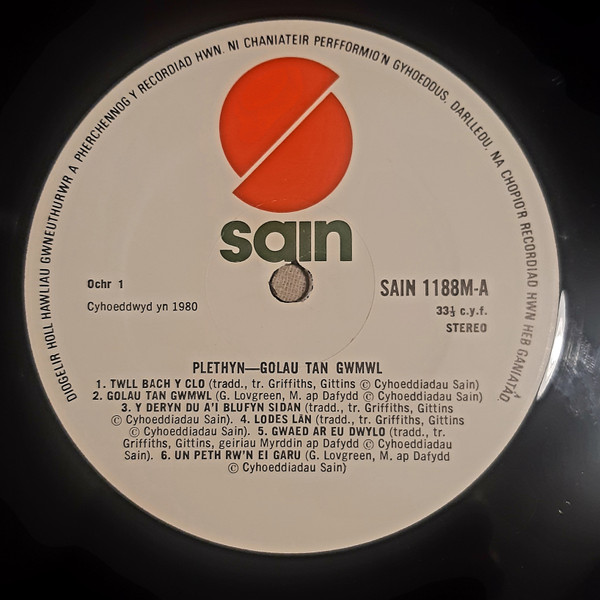 DIOGELIR HOLL HAWLIAU GWNEUTHURWR A PHERCHENNOG Y RECORDIAD HWN. NI CHANIATEIR PERFFORMIO'N GYHOEDDUS, DARLLEDU, NA CHOPIO'R RECORDIAD HWN HEB GANIATÂD
sain
Ochr 1
Cyhoeddwyd yn 1980
SAIN 1188M-A
33⅓ c.y.f.
STEREO
PLETHYN—GOLAU TAN GWMWL
1. TWLL BACH Y CLO (tradd., tr. Griffiths, Gittins © Cyhoeddiadau Sain)
2. GOLAU TAN GWMWL (G. Lovgreen, M. ap Dafydd © Cyhoeddiadau Sain)
3. Y DERYN DU A'I BLUFYN SIDAN (tradd., tr. Griffiths, Gittins
© Cyhoeddiadau Sain). 4. LODES LÂN (tradd., tr. Griffiths, Gittins
© Cyhoeddiadau Sain). 5. GWAED AR EU DWYLO (tradd., tr.
Griffiths, Gittins, geiriau Myrddin ap Dafydd © Cyhoeddiadau
Sain). 6. UN PETH RW'N EI GARU (G. Lovgreen, M. ap Dafydd
© Cyhoeddiadau Sain)